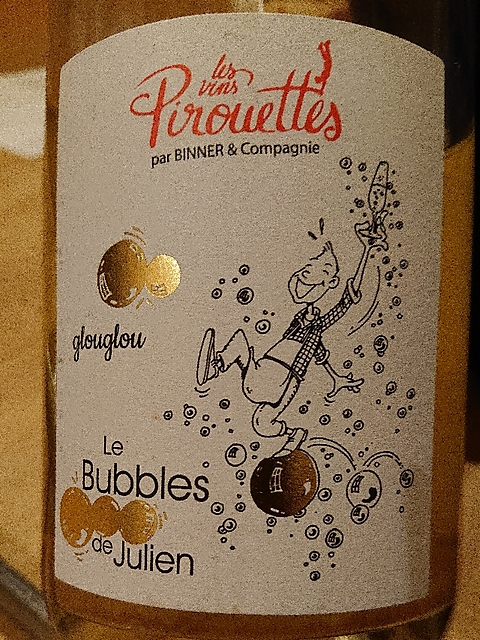 les
vins
Pirouettes
par BINNER & Compagnie
glouglou
Le
Bubbles
de Julien